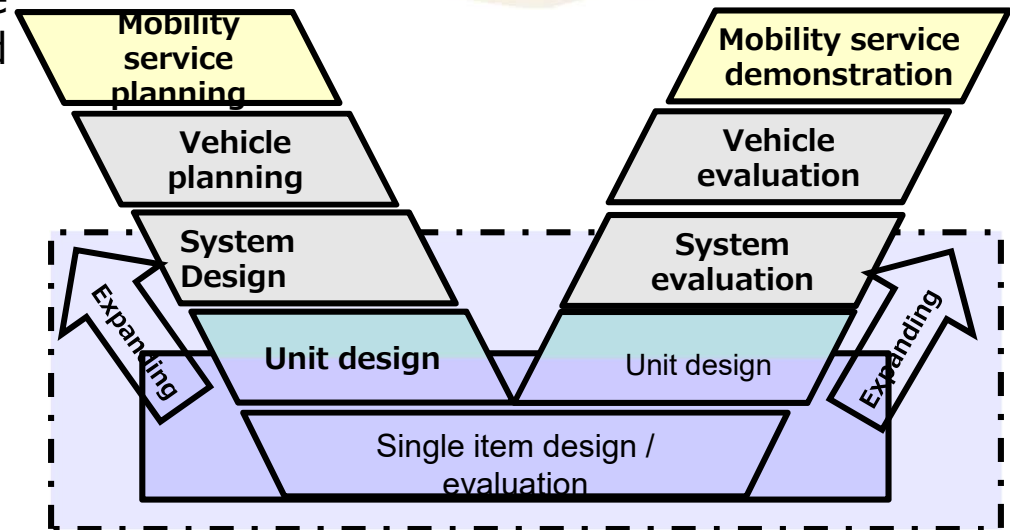 Mobility
service
planning
Mobility service
demonstration
Vehicle
planning
Vehicle
evaluation
System
Design
System
evaluation
Expanding
Expanding
Unit design
Unit design
Single item design /
evaluation